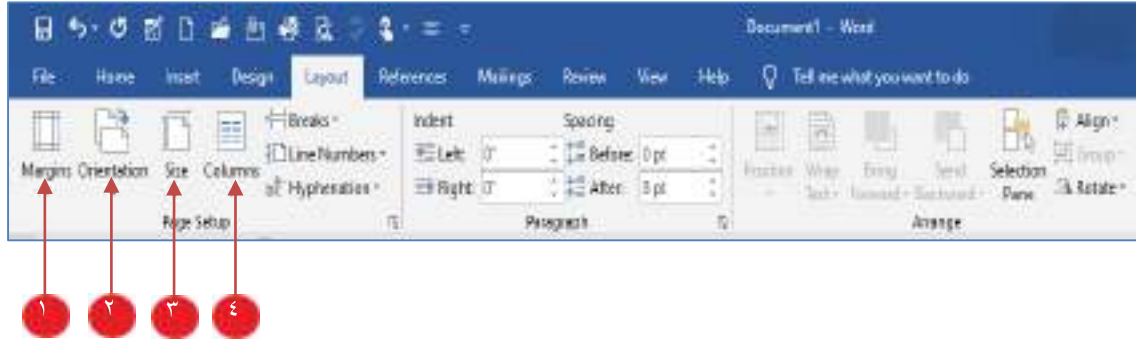 Document1 - Word
File Home Insert Design Layout References Mailings Review View Help Tell me what you want to do
Margins Orientation Size Columns Breaks Line Numbers Hyphenation
Page Setup
Indent Spacing
Left: 0" Before: 0 pt
Right: 0" After: 8 pt
Paragraph
Position Wrap Text Bring Forward Send Backward Selection Pane Align Group Rotate
Arrange
١ ٢ ٣ ٤